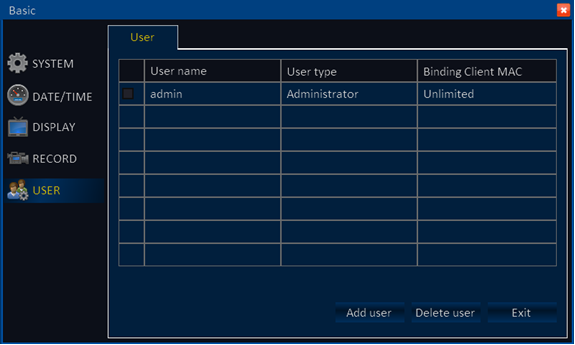 Basic
User
SYSTEM
DATE/TIME
DISPLAY
RECORD
USER
User name User type Binding Client MAC
admin Administrator Unlimited
Add user Delete user Exit